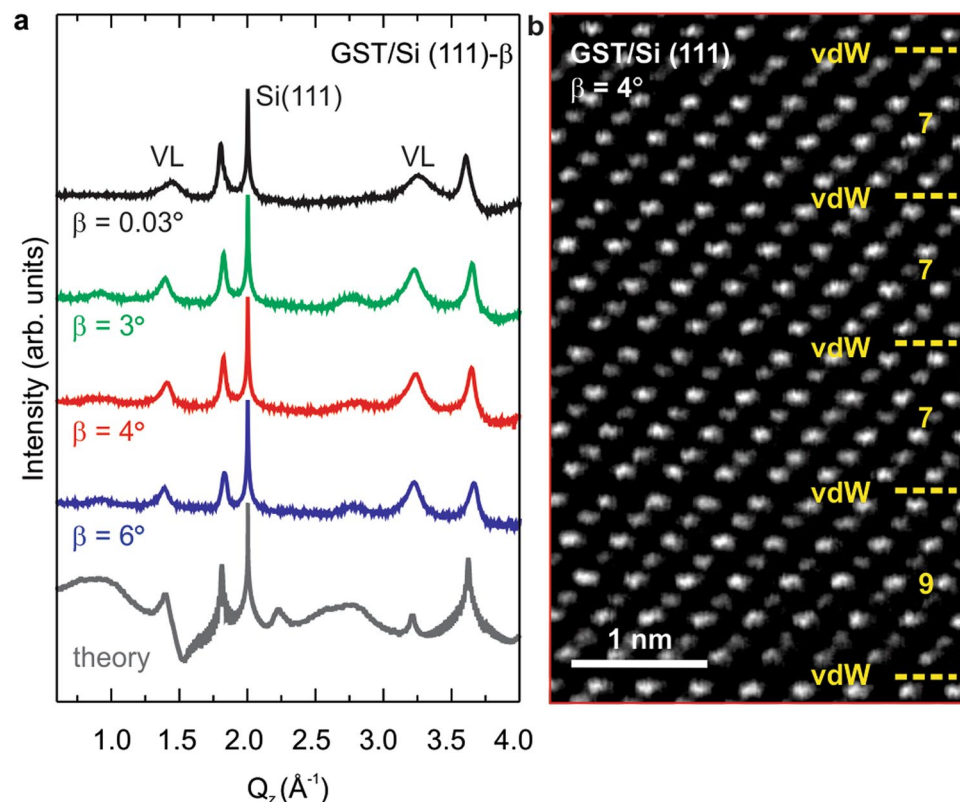 a
GST/Si (111)-β
Si(111)
VL
VL
β = 0.03°
β = 3°
β = 4°
β = 6°
theory
Intensity (arb. units)
1.0 1.5 2.0 2.5 3.0 3.5 4.0
Qz (Å⁻¹)
b
GST/Si (111)
β = 4°
vdW
7
vdW
7
vdW
7
vdW
9
1 nm
vdW